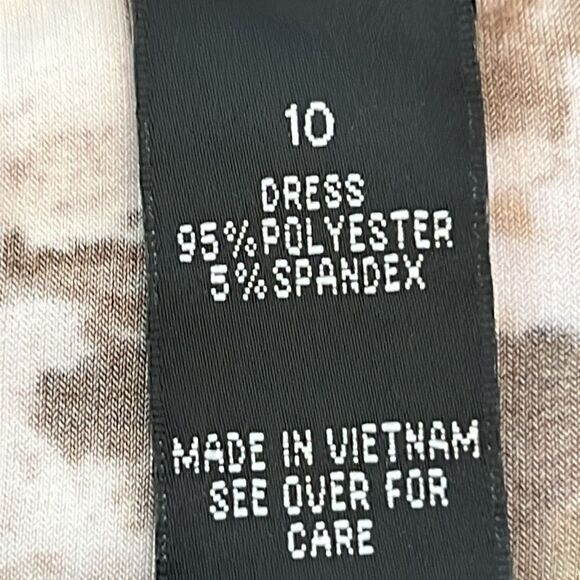 10
DRESS
95%POLYESTER
5%SPANDEX
MADE IN VIETNAM
SEE OVER FOR
CARE